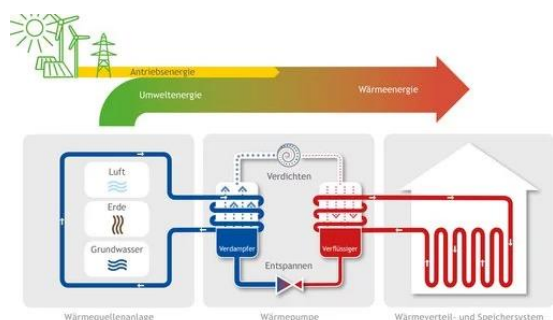 Antriebsenergie
Umweltenergie
Wärmeenergie
Luft
Erde
Grundwasser
Verdichten
Verdampfer
Verflüssiger
Entspannen
Wärmequellenanlage
Wärmepumpe
Wärmeverteil- und Speichersystem